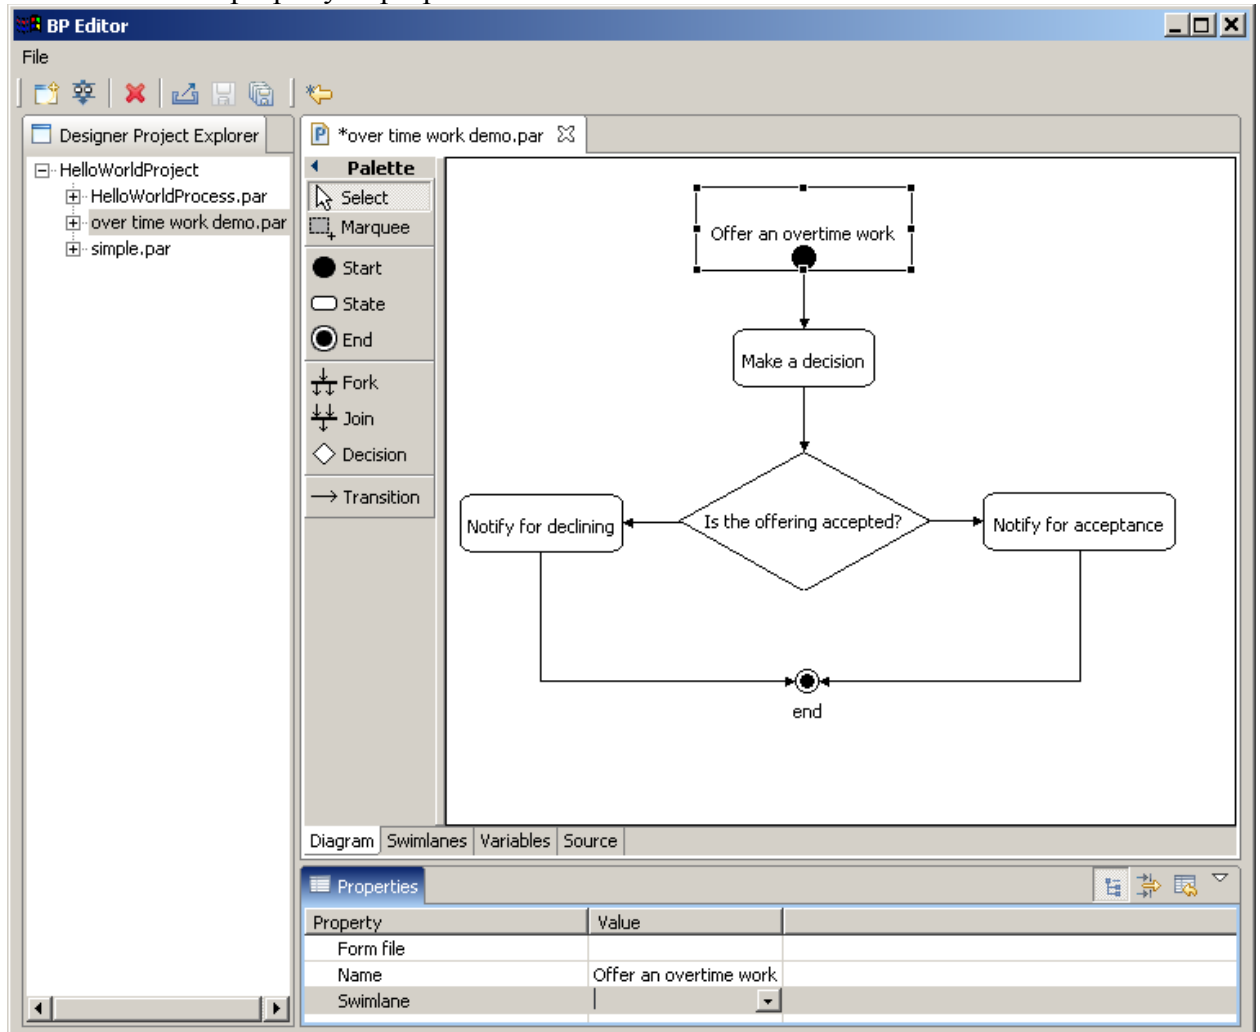 BP Editor
File
Designer Project Explorer
HelloWorldProject
HelloWorldProcess.par
over time work demo.par
simple.par
*over time work demo.par
Palette
Select
Marquee
Start
State
End
Fork
Join
Decision
Transition
Offer an overtime work
Make a decision
Is the offering accepted?
Notify for declining
Notify for acceptance
end
Diagram Swimlanes Variables Source
Properties
Property Value
Form file
Name Offer an overtime work
Swimlane